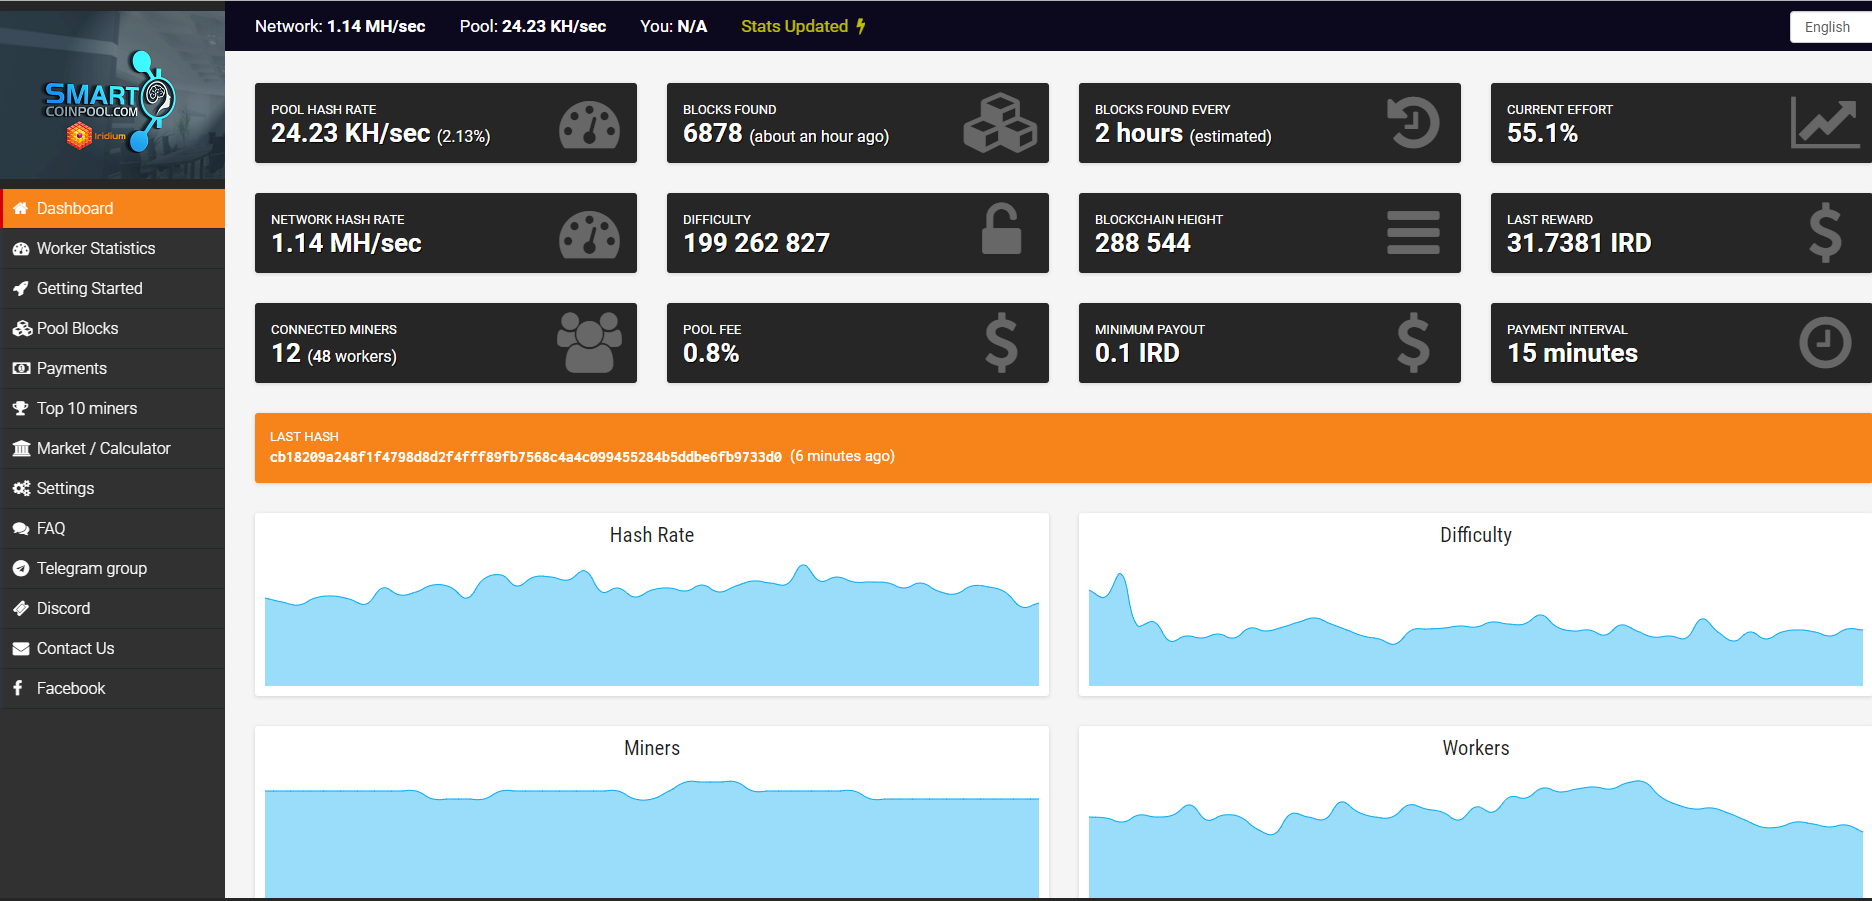 SMART
COINPOOL.COM
Iridium
Network: 1.14 MH/sec Pool: 24.23 KH/sec You: N/A Stats Updated
English
Dashboard
Worker Statistics
Getting Started
Pool Blocks
Payments
Top 10 miners
Market / Calculator
Settings
FAQ
Telegram group
Discord
Contact Us
Facebook
POOL HASH RATE
24.23 KH/sec (2.13%)
BLOCKS FOUND
6878 (about an hour ago)
BLOCKS FOUND EVERY
2 hours (estimated)
CURRENT EFFORT
55.1%
NETWORK HASH RATE
1.14 MH/sec
DIFFICULTY
199 262 827
BLOCKCHAIN HEIGHT
288 544
LAST REWARD
31.7381 IRD
CONNECTED MINERS
12 (48 workers)
POOL FEE
0.8%
MINIMUM PAYOUT
0.1 IRD
PAYMENT INTERVAL
15 minutes
LAST HASH
cb18209a248f1f4798d8d2f4fff89fb7568c4a4c099455284b5ddbe6fb9733d0 (6 minutes ago)
Hash Rate
Difficulty
Miners
Workers